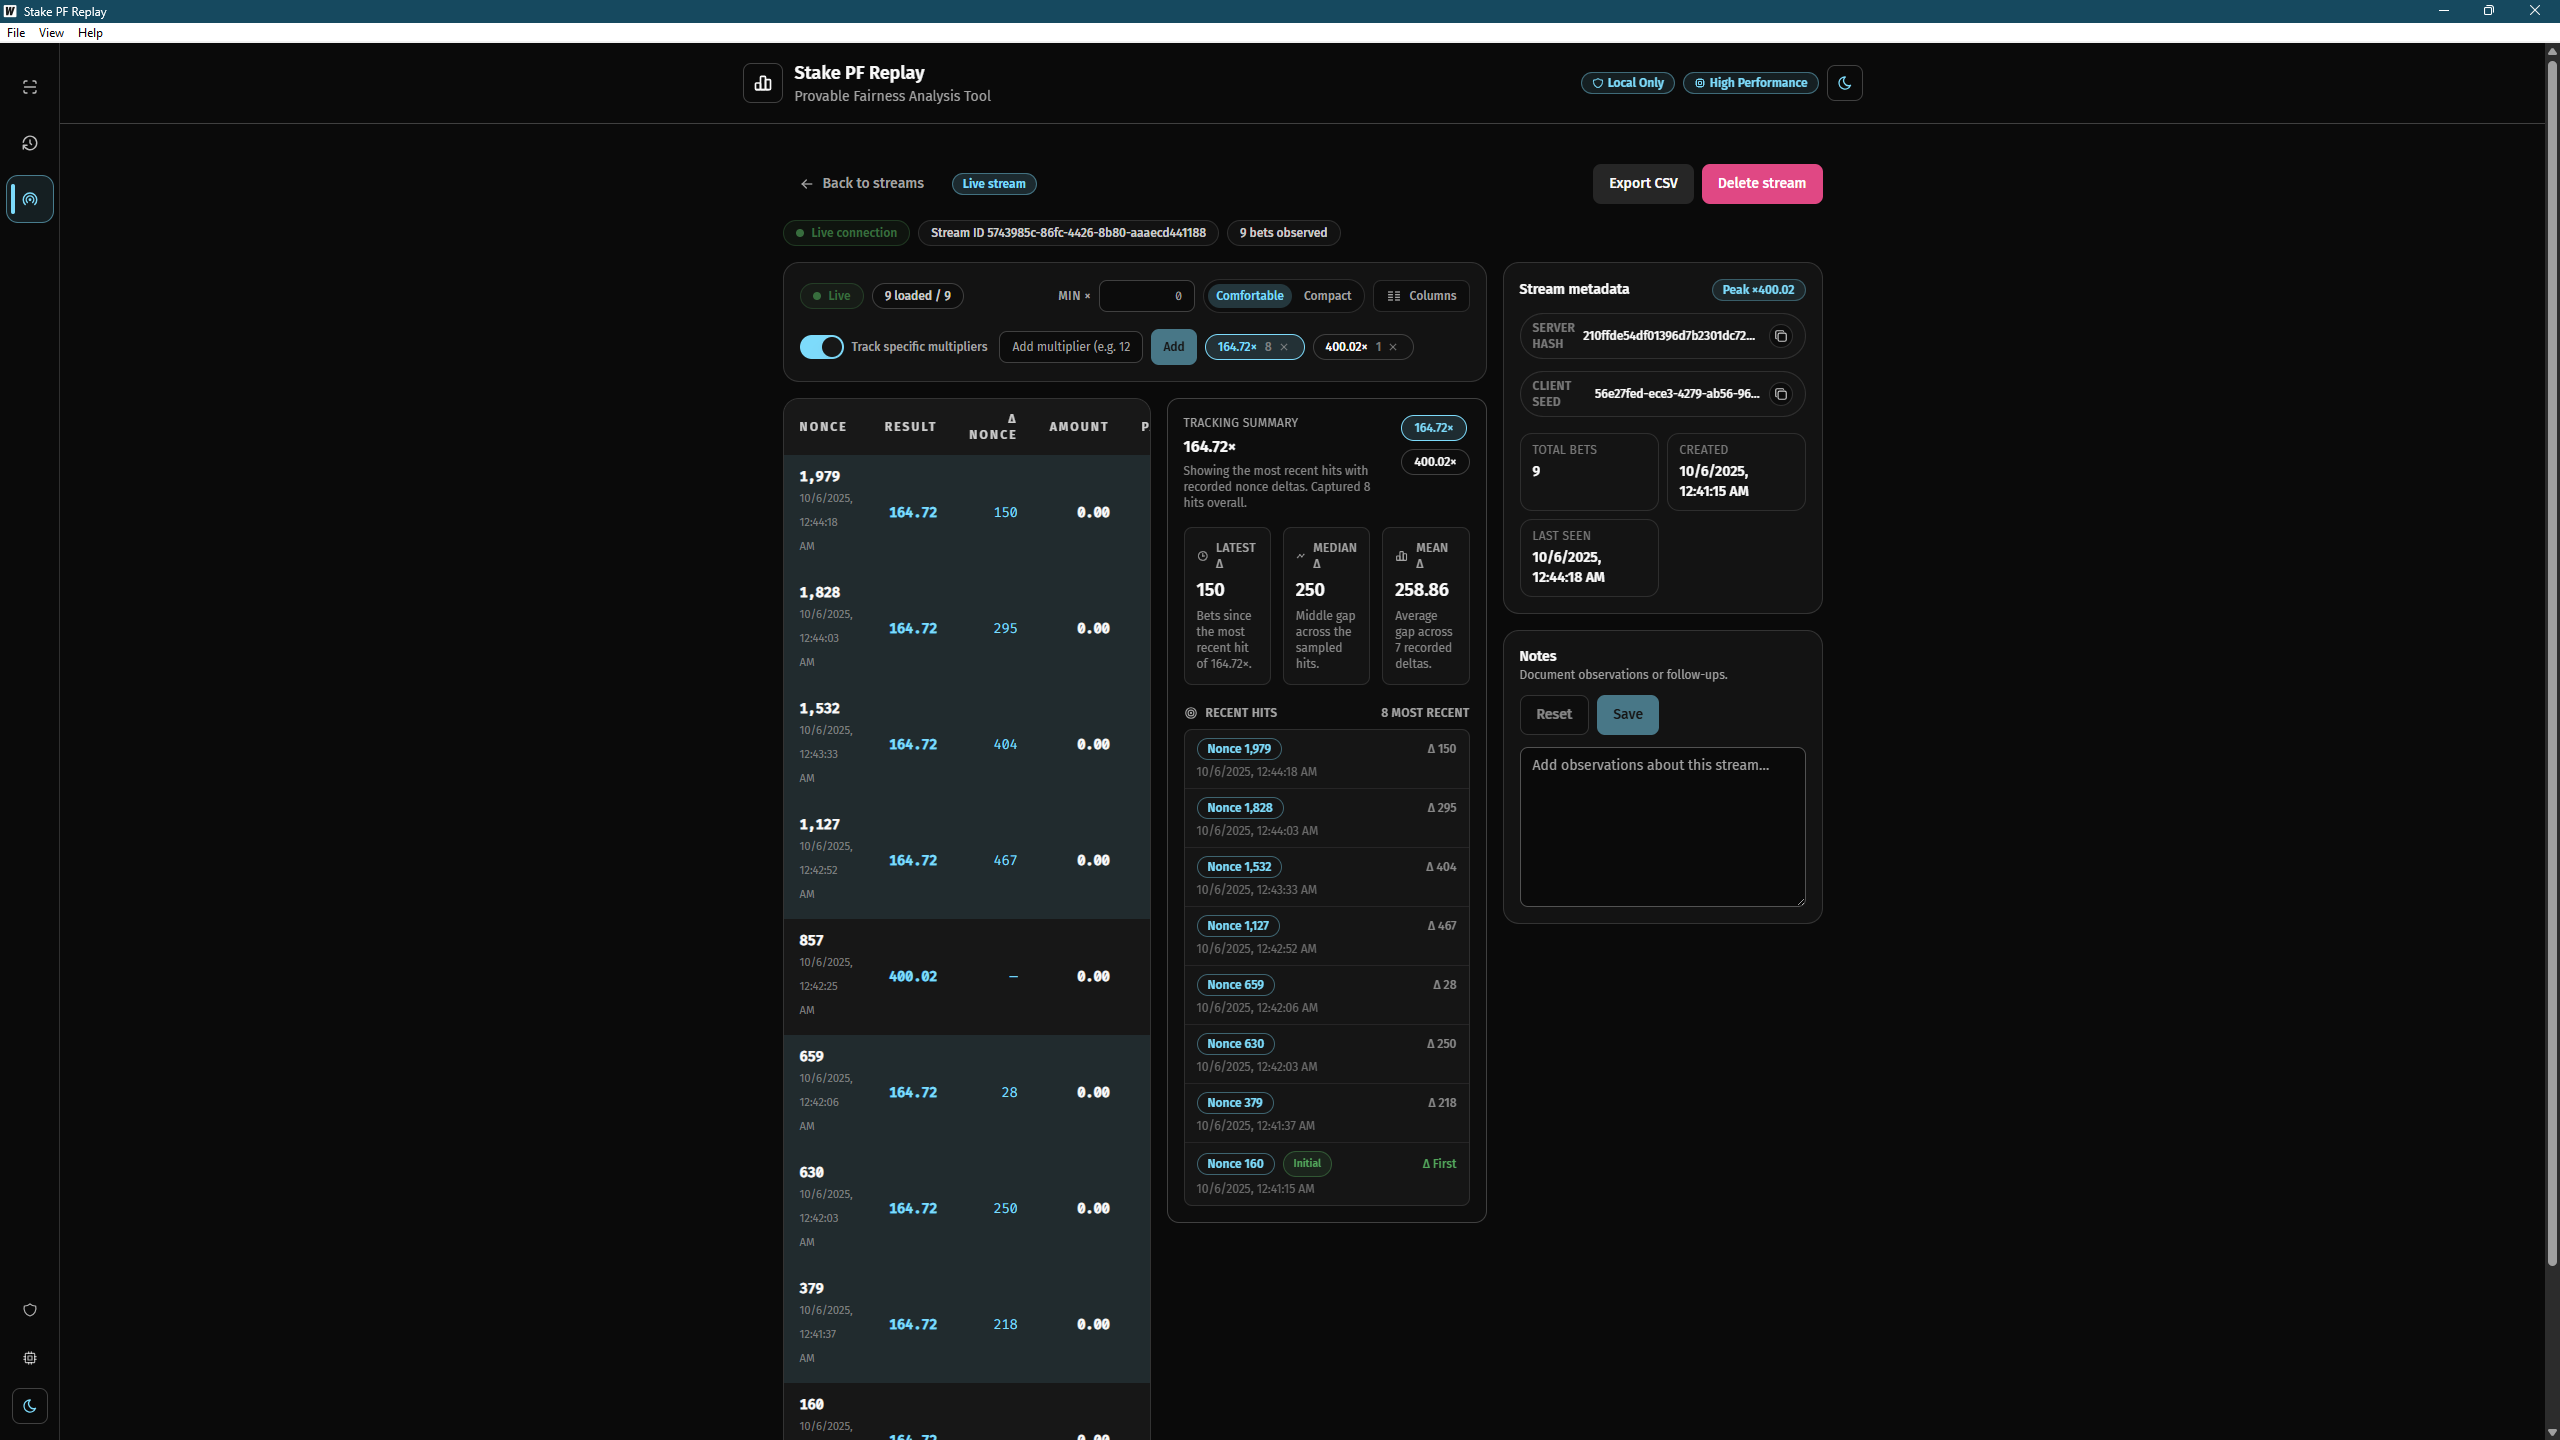 Stake PF Replay
File View Help
Stake PF Replay
Provable Fairness Analysis Tool
Local Only
High Performance
Back to streams
Live stream
Export CSV
Delete stream
Live connection
Stream ID 5743985c-86fc-4426-8b80-aaaecd441188
9 bets observed
Live
9 loaded / 9
MIN ×
0
Comfortable
Compact
Columns
Track specific multipliers
Add multiplier (e.g. 12
Add
164.72× 8 ×
400.02× 1 ×
NONCE RESULT Δ NONCE AMOUNT P
1,979
10/6/2025,
12:44:18
AM
164.72 150 0.00
1,828
10/6/2025,
12:44:03
AM
164.72 295 0.00
1,532
10/6/2025,
12:43:33
AM
164.72 404 0.00
1,127
10/6/2025,
12:42:52
AM
164.72 467 0.00
857
10/6/2025,
12:42:25
AM
400.02 — 0.00
659
10/6/2025,
12:42:06
AM
164.72 28 0.00
630
10/6/2025,
12:42:03
AM
164.72 250 0.00
379
10/6/2025,
12:41:37
AM
164.72 218 0.00
160
10/6/2025,
164.72 0.00
TRACKING SUMMARY
164.72×
Showing the most recent hits with
recorded nonce deltas. Captured 8
hits overall.
164.72×
400.02×
LATEST
Δ
150
Bets since
the most
recent hit
of 164.72×.
MEDIAN
Δ
250
Middle gap
across the
sampled
hits.
MEAN
Δ
258.86
Average
gap across
7 recorded
deltas.
RECENT HITS
8 MOST RECENT
Nonce 1,979 Δ 150
10/6/2025, 12:44:18 AM
Nonce 1,828 Δ 295
10/6/2025, 12:44:03 AM
Nonce 1,532 Δ 404
10/6/2025, 12:43:33 AM
Nonce 1,127 Δ 467
10/6/2025, 12:42:52 AM
Nonce 659 Δ 28
10/6/2025, 12:42:06 AM
Nonce 630 Δ 250
10/6/2025, 12:42:03 AM
Nonce 379 Δ 218
10/6/2025, 12:41:37 AM
Nonce 160 Initial Δ First
10/6/2025, 12:41:15 AM
Stream metadata
Peak ×400.02
SERVER
HASH
210ffde54df01396d7b2301dc72...
CLIENT
SEED
56e27fed-ece3-4279-ab56-96...
TOTAL BETS
9
CREATED
10/6/2025,
12:41:15 AM
LAST SEEN
10/6/2025,
12:44:18 AM
Notes
Document observations or follow-ups.
Reset
Save
Add observations about this stream...